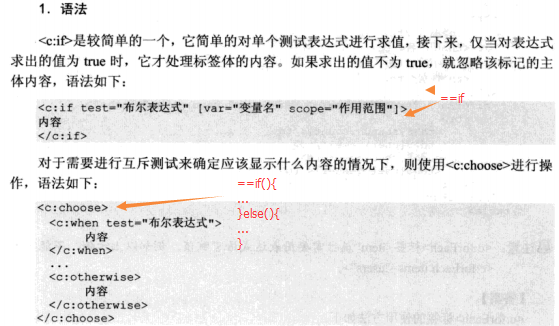 1. 语法
<c:if>是较简单的一个，它简单的对单个测试表达式进行求值，接下来，仅当对表达式
求出的值为 true 时，它才处理标签体的内容。如果求出的值不为 true，就忽略该标记的主
体内容，语法如下：
==if
<c:if test="布尔表达式" [var="变量名" scope="作用范围"]>
内容
</c:if>
对于需要进行互斥测试来确定应该显示什么内容的情况下，则使用<c:choose>进行操
作，语法如下：
==if(){
...
}else(){
...
}
<c:choose>
<c:when test="布尔表达式">
内容
</c:when>
...
<c:otherwise>
内容
</c:otherwise>
</c:choose>